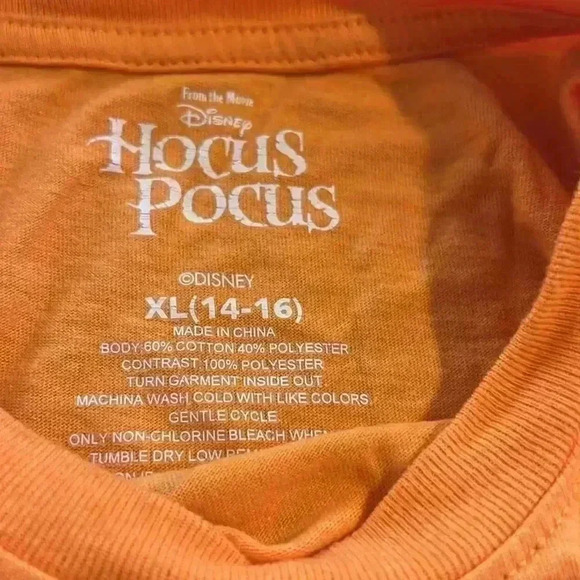 From the Movie
Disney
HOCUS
POCUS
©DISNEY
XL(14-16)
MADE IN CHINA
BODY:60% COTTON 40% POLYESTER
CONTRAST:100% POLYESTER
TURN GARMENT INSIDE OUT
MACHINA WASH COLD WITH LIKE COLORS
GENTLE CYCLE
ONLY NON-CHLORINE BLEACH
TUMBLE DRY LOW